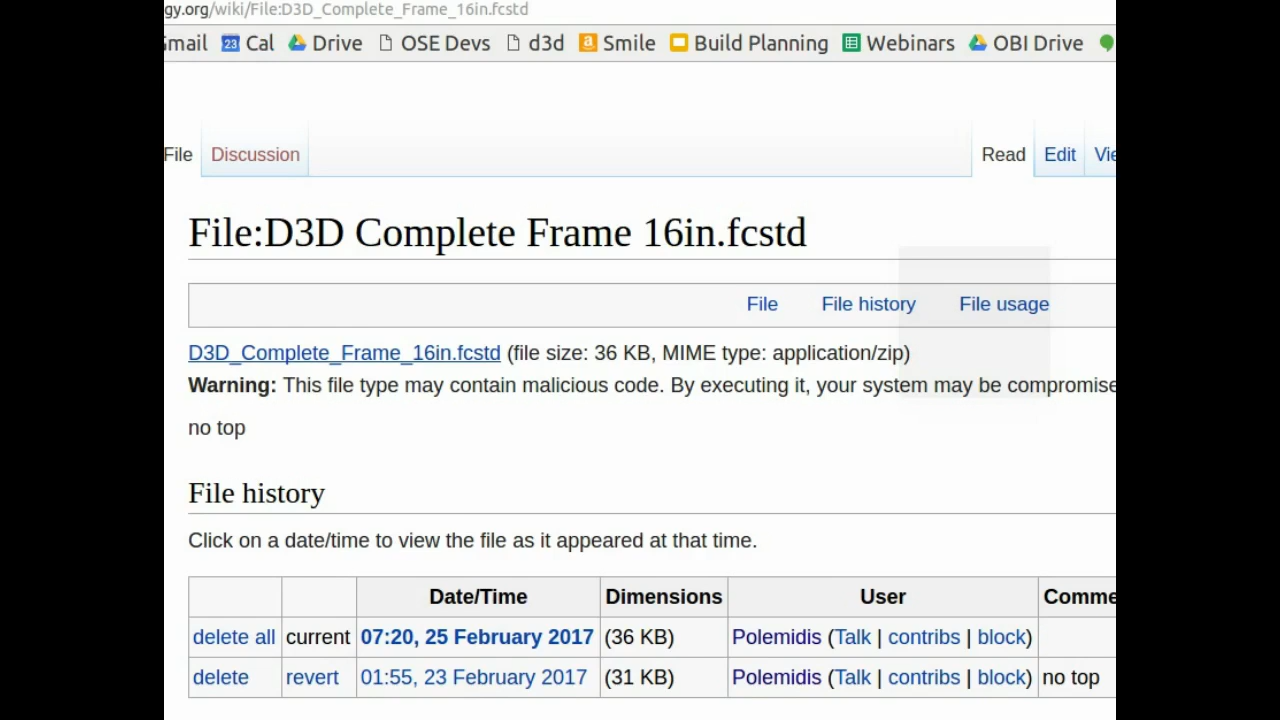 gy.org/wiki/File:D3D_Complete_Frame_16in.fcstd
Gmail 23 Cal Drive OSE Devs d3d a Smile Build Planning Webinars OBI Drive
File Discussion Read Edit Vie
File:D3D Complete Frame 16in.fcstd
File File history File usage
D3D_Complete_Frame_16in.fcstd (file size: 36 KB, MIME type: application/zip)
Warning: This file type may contain malicious code. By executing it, your system may be compromise
no top
File history
Click on a date/time to view the file as it appeared at that time.
Date/Time Dimensions User Comme
delete all current 07:20, 25 February 2017 (36 KB) Polemidis (Talk | contribs | block)
delete revert 01:55, 23 February 2017 (31 KB) Polemidis (Talk | contribs | block) no top